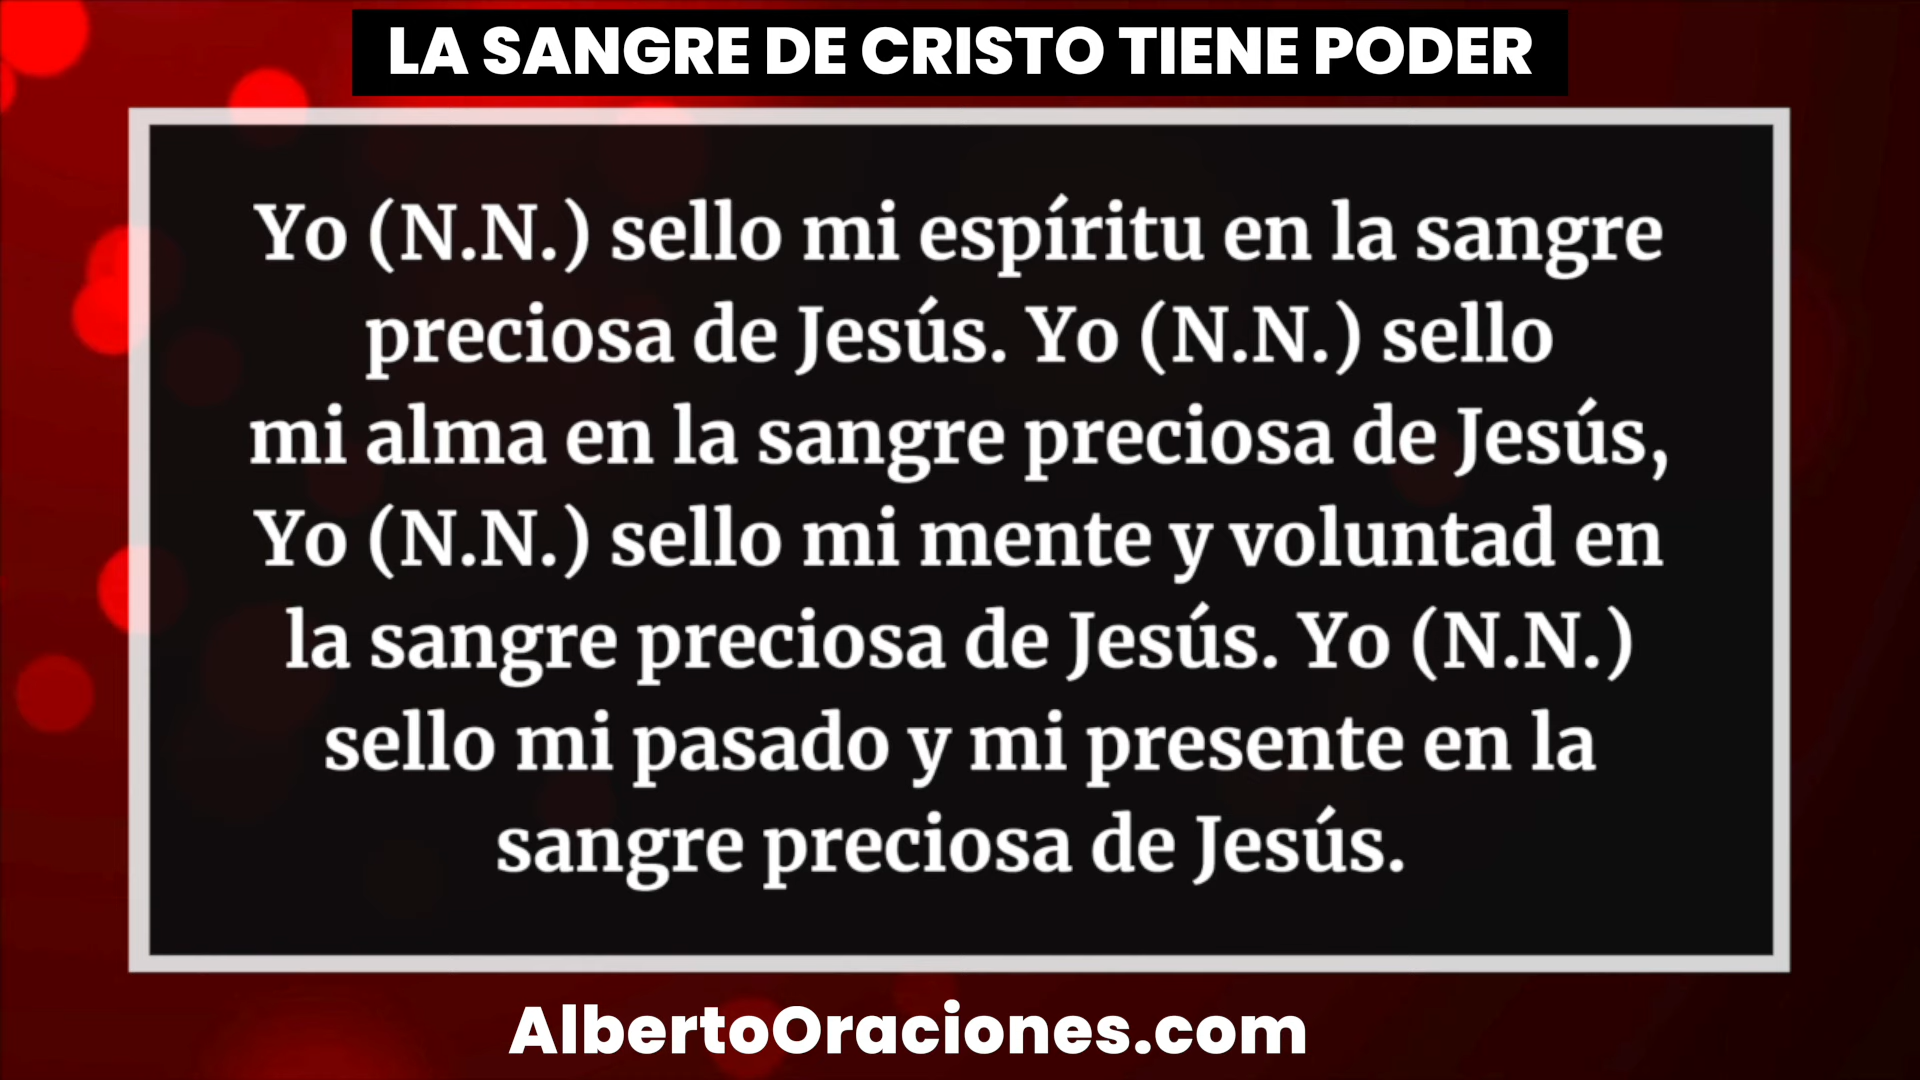 LA SANGRE DE CRISTO TIENE PODER
Yo (N.N.) sello mi espíritu en la sangre
preciosa de Jesús. Yo (N.N.) sello
mi alma en la sangre preciosa de Jesús,
Yo (N.N.) sello mi mente y voluntad en
la sangre preciosa de Jesús. Yo (N.N.)
sello mi pasado y mi presente en la
sangre preciosa de Jesús.
AlbertoOraciones.com